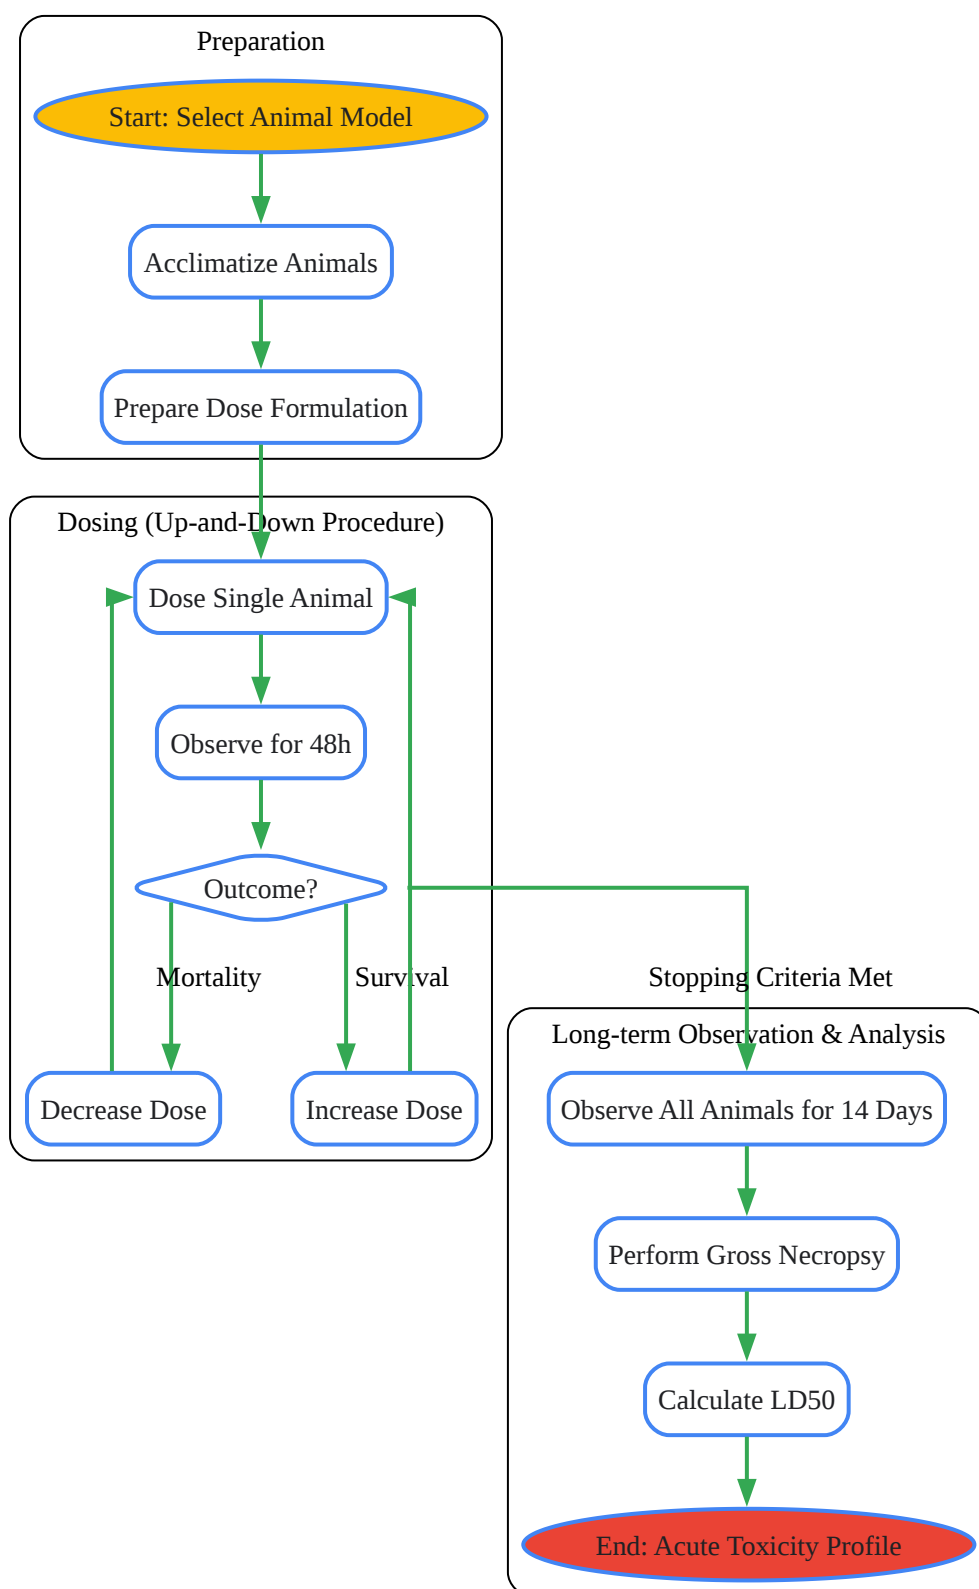 Preparation
Start: Select Animal Model
Acclimatize Animals
Prepare Dose Formulation
Dosing (Up-and-Down Procedure)
Dose Single Animal
Observe for 48h
Outcome?
Mortality
Survival
Stopping Criteria Met
Decrease Dose
Increase Dose
Long-term Observation & Analysis
Observe All Animals for 14 Days
Perform Gross Necropsy
Calculate LD50
End: Acute Toxicity Profile